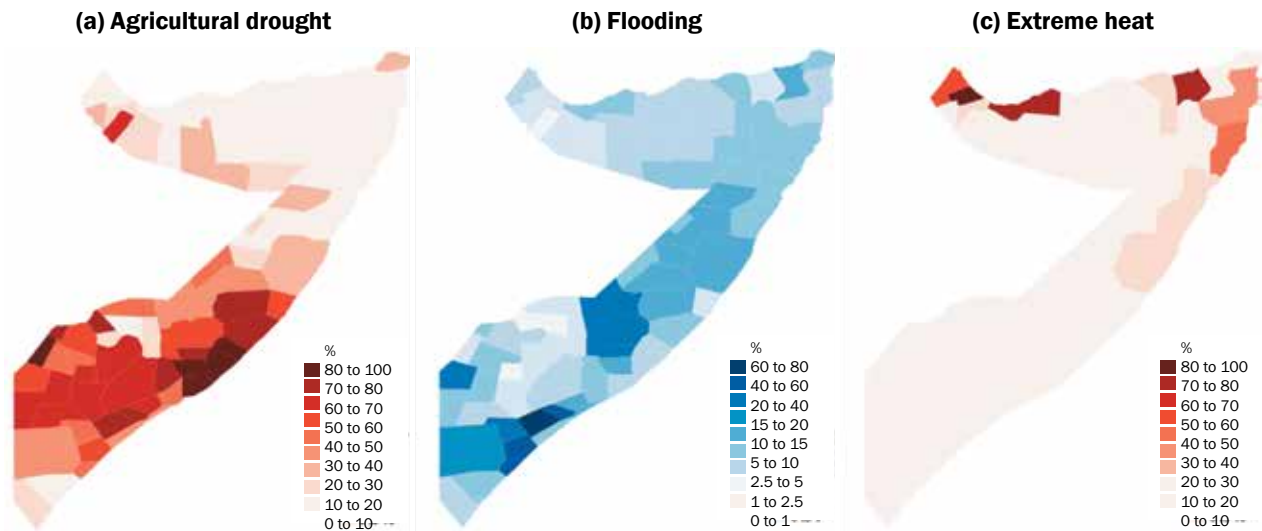 (a) Agricultural drought
(b) Flooding
(c) Extreme heat
%
80 to 100
70 to 80
60 to 70
50 to 60
40 to 50
30 to 40
20 to 30
10 to 20
0 to 10
%
60 to 80
40 to 60
20 to 40
15 to 20
10 to 15
5 to 10
2.5 to 5
1 to 2.5
0 to 1
%
80 to 100
70 to 80
60 to 70
50 to 60
40 to 50
30 to 40
20 to 30
10 to 20
0 to 10